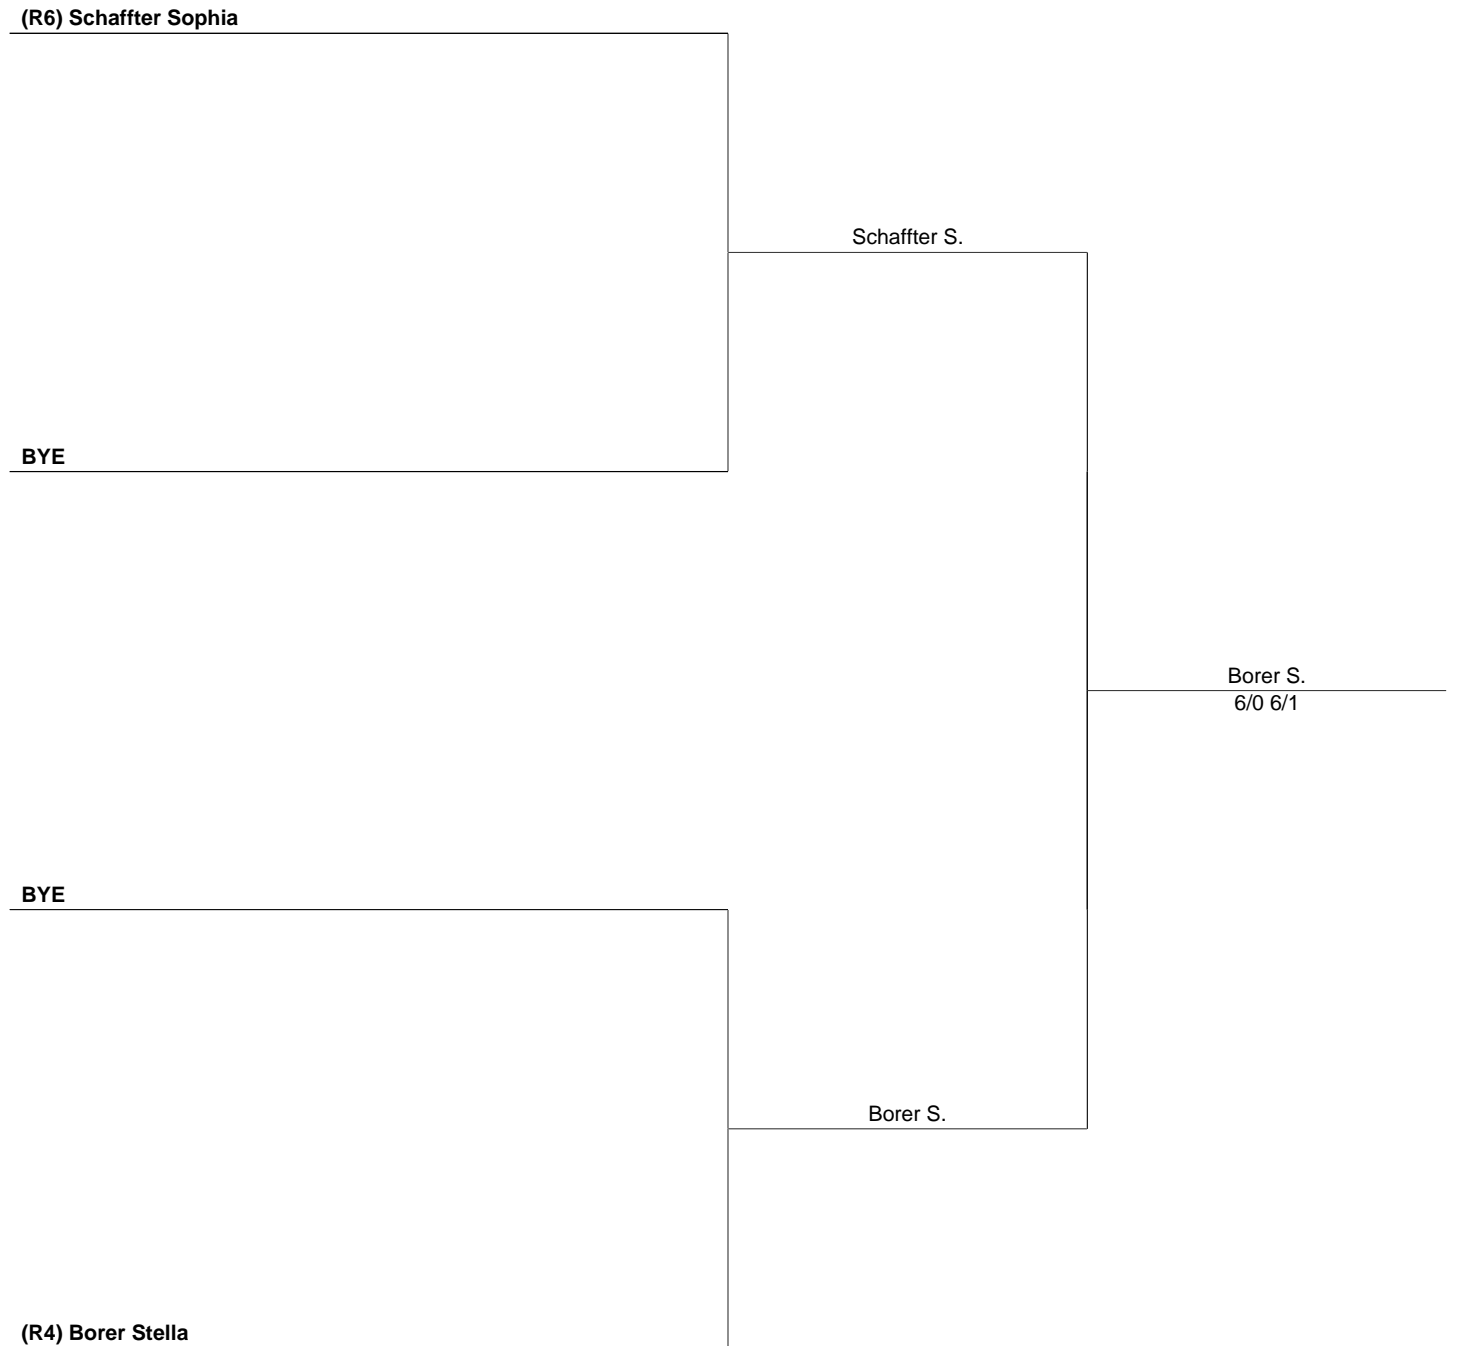 (R6) Schaffter Sophia
Schaffter S.
BYE
Borer S.
6/0 6/1
BYE
Borer S.
(R4) Borer Stella